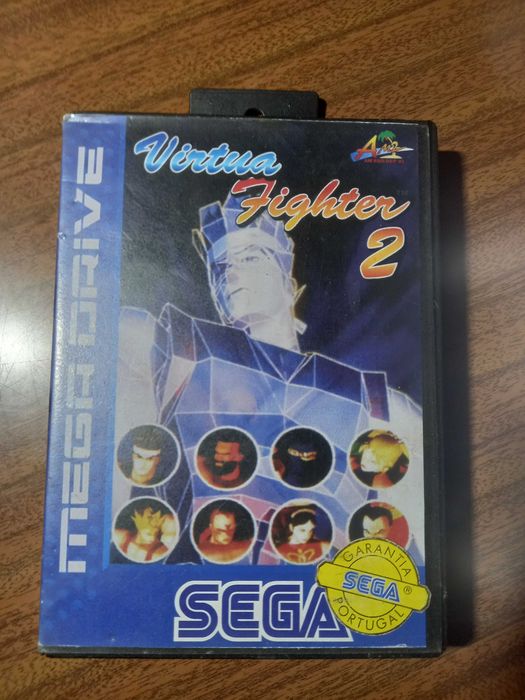 MEGA DRIVE
Virtua
Fighter
2
SEGA
GARANTIA
SEGA ®
PORTUGAL